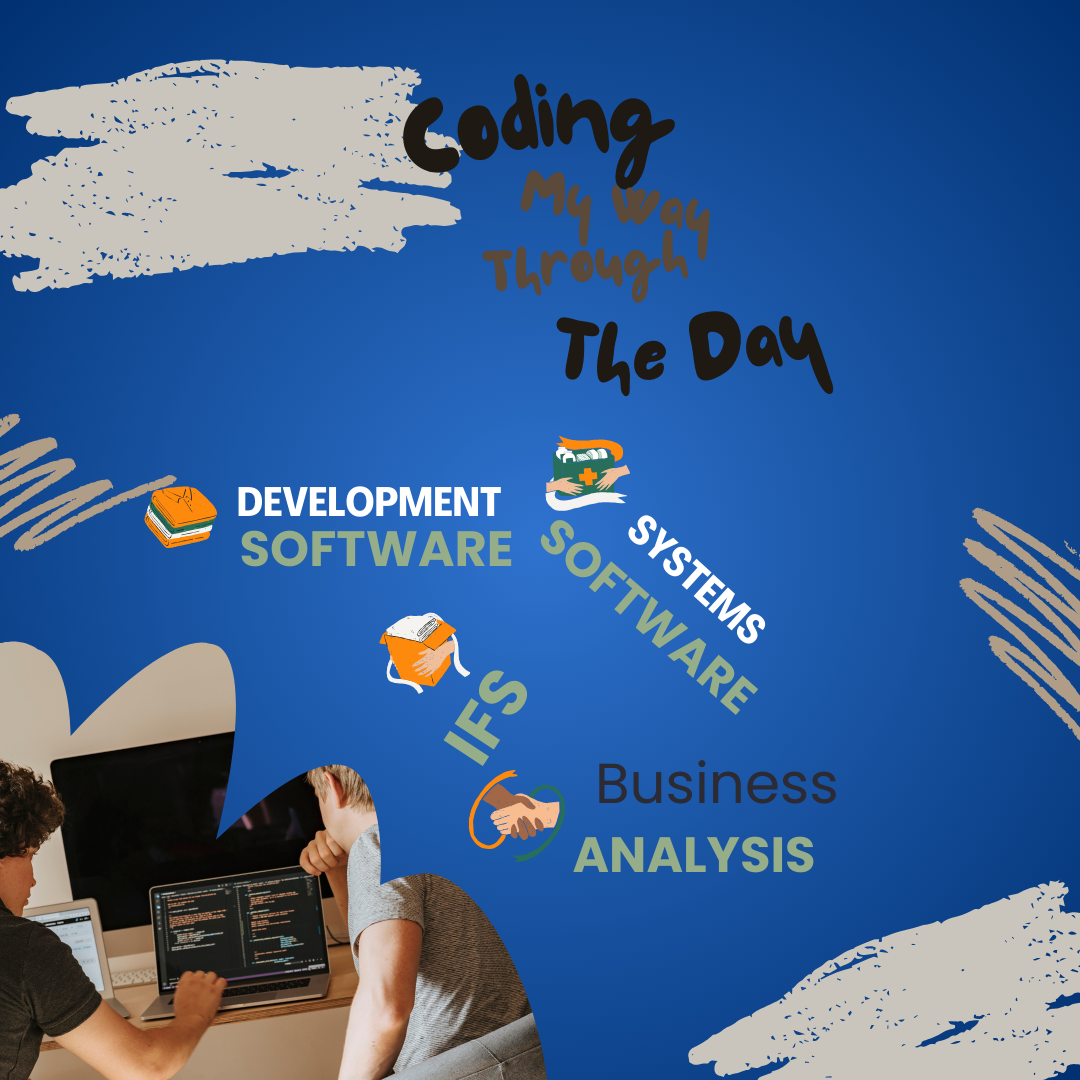 Coding
My Way
Through
The Day
DEVELOPMENT
SOFTWARE
SYSTEMS
SOFTWARE
IFS
Business
ANALYSIS